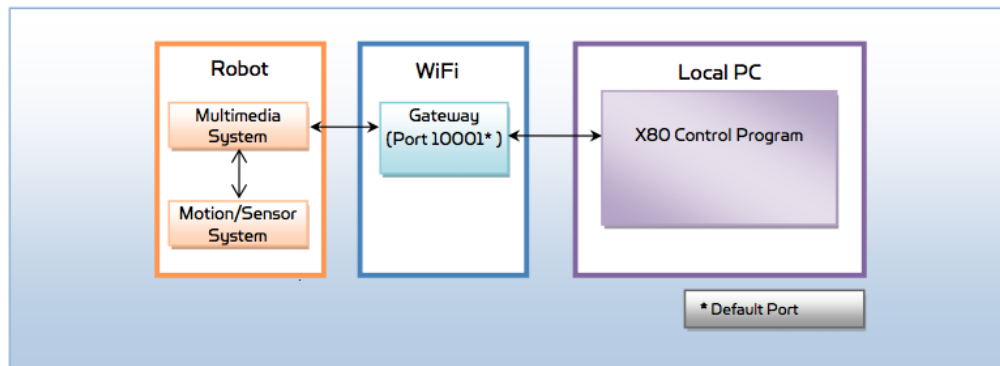 Robot
Multimedia
System
Motion/Sensor
System
WiFi
Gateway
(Port 10001* )
Local PC
X80 Control Program
* Default Port